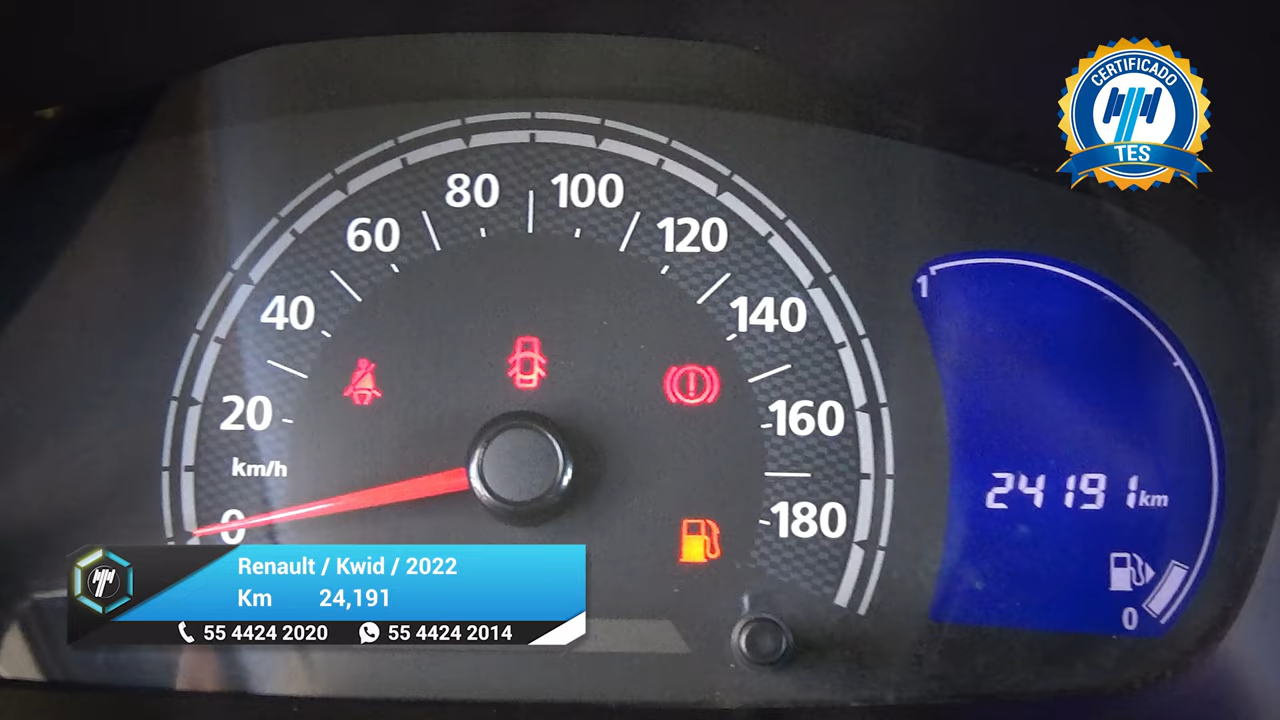 CERTIFICADO
TES
80
100
60
120
40
140
20
160
km/h
0
180
1
24191km
0
Renault / Kwid / 2022
Km 24,191
55 4424 2020 55 4424 2014